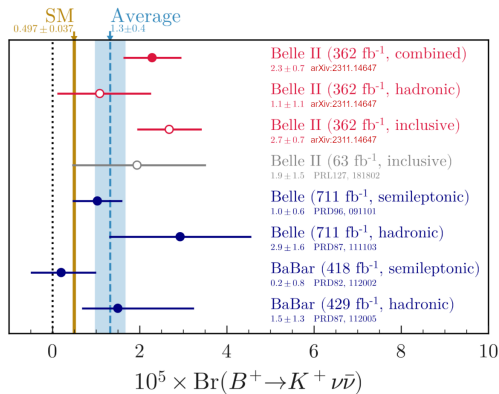 SM Average
0.497±0.037 1.3±0.4
Belle II (362 fb⁻¹, combined)
2.3±0.7 arXiv:2311.14647
Belle II (362 fb⁻¹, hadronic)
1.1±1.1 arXiv:2311.14647
Belle II (362 fb⁻¹, inclusive)
2.7±0.7 arXiv:2311.14647
Belle II (63 fb⁻¹, inclusive)
1.9±1.5 PRL127, 181802
Belle (711 fb⁻¹, semileptonic)
1.0±0.6 PRD96, 091101
Belle (711 fb⁻¹, hadronic)
2.9±1.6 PRD87, 111103
BaBar (418 fb⁻¹, semileptonic)
0.2±0.8 PRD82, 112002
BaBar (429 fb⁻¹, hadronic)
1.5±1.3 PRD87, 112005
0 2 4 6 8 10
10⁵ × Br(B⁺→K⁺νν̄)